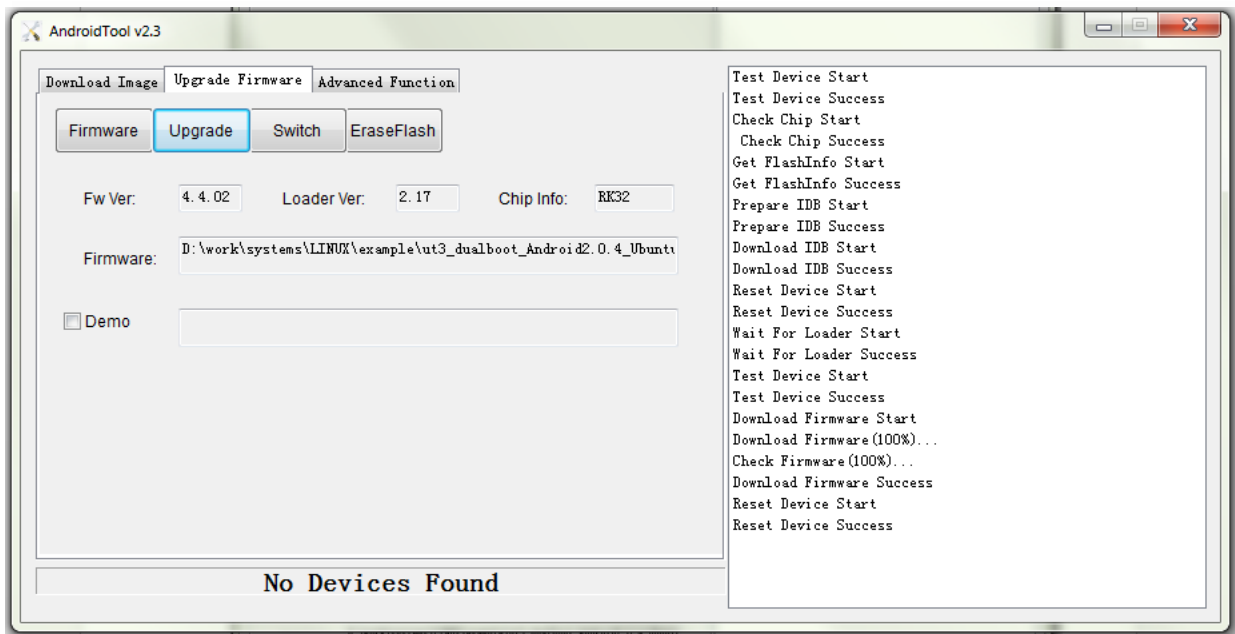 AndroidTool v2.3
Download Image Upgrade Firmware Advanced Function
Firmware Upgrade Switch EraseFlash
Fw Ver: 4.4.02 Loader Ver: 2.17 Chip Info: RK32
Firmware: D:\work\systems\LINUX\example\ut3_dualboot_Android2.0.4_Ubuntu
Demo
No Devices Found
Test Device Start
Test Device Success
Check Chip Start
Check Chip Success
Get FlashInfo Start
Get FlashInfo Success
Prepare IDB Start
Prepare IDB Success
Download IDB Start
Download IDB Success
Reset Device Start
Reset Device Success
Wait For Loader Start
Wait For Loader Success
Test Device Start
Test Device Success
Download Firmware Start
Download Firmware(100%)...
Check Firmware(100%)...
Download Firmware Success
Reset Device Start
Reset Device Success